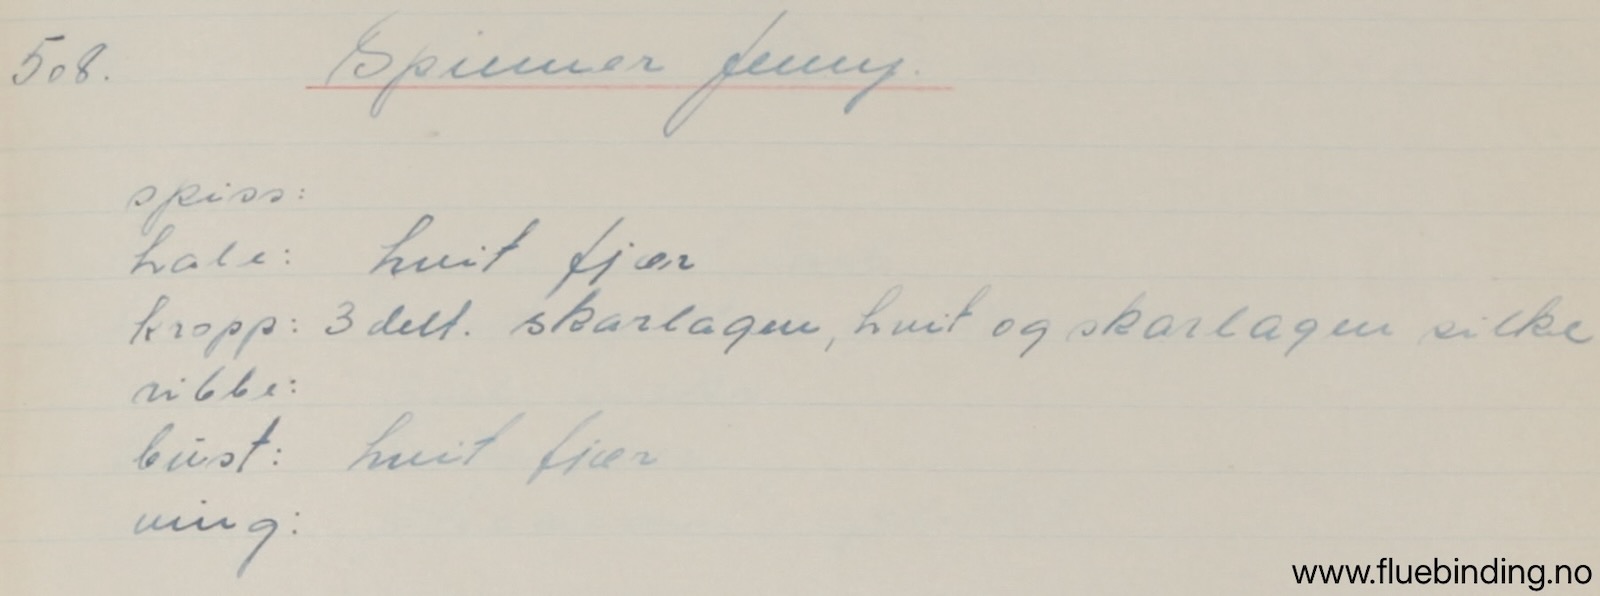 508. Spinner Jenny.
spiss:
hale: hvit fjær
kropp: 3 delt. skarlagen, hvit og skarlagen silke
ribbe:
büst: hvit fjær
ving:
www.fluebinding.no